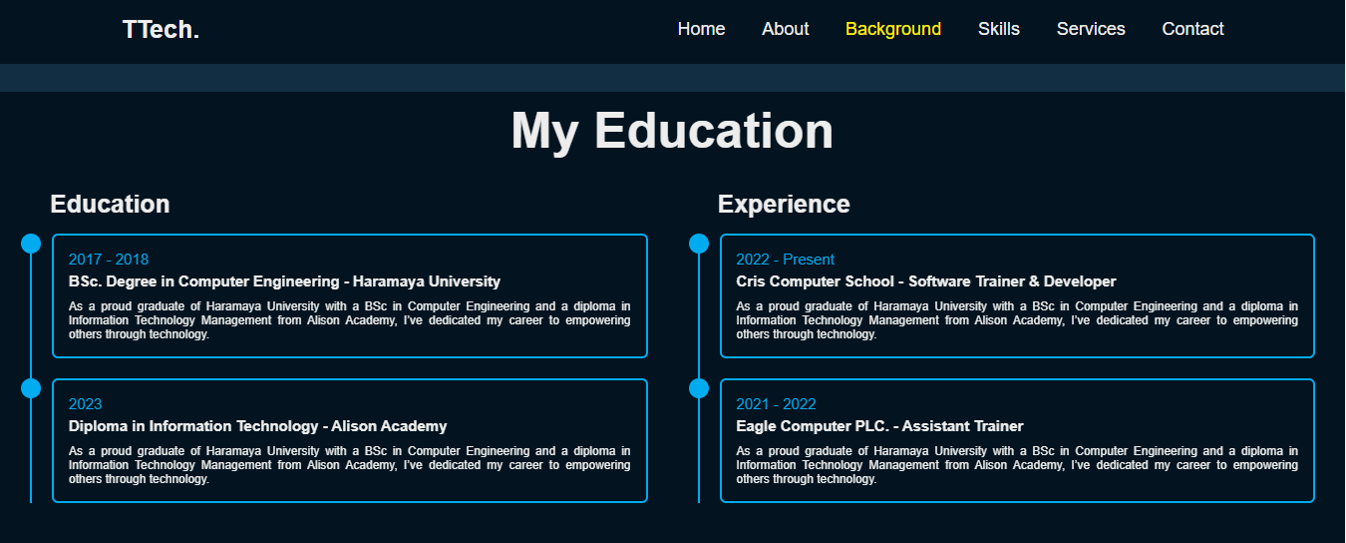 TTech.
Home About Background Skills Services Contact
My Education
Education
2017 - 2018
BSc. Degree in Computer Engineering - Haramaya University
As a proud graduate of Haramaya University with a BSc in Computer Engineering and a diploma in
Information Technology Management from Alison Academy, I've dedicated my career to empowering
others through technology.
2023
Diploma in Information Technology - Alison Academy
As a proud graduate of Haramaya University with a BSc in Computer Engineering and a diploma in
Information Technology Management from Alison Academy, I've dedicated my career to empowering
others through technology.
Experience
2022 - Present
Cris Computer School - Software Trainer & Developer
As a proud graduate of Haramaya University with a BSc in Computer Engineering and a diploma in
Information Technology Management from Alison Academy, I've dedicated my career to empowering
others through technology.
2021 - 2022
Eagle Computer PLC. - Assistant Trainer
As a proud graduate of Haramaya University with a BSc in Computer Engineering and a diploma in
Information Technology Management from Alison Academy, I've dedicated my career to empowering
others through technology.